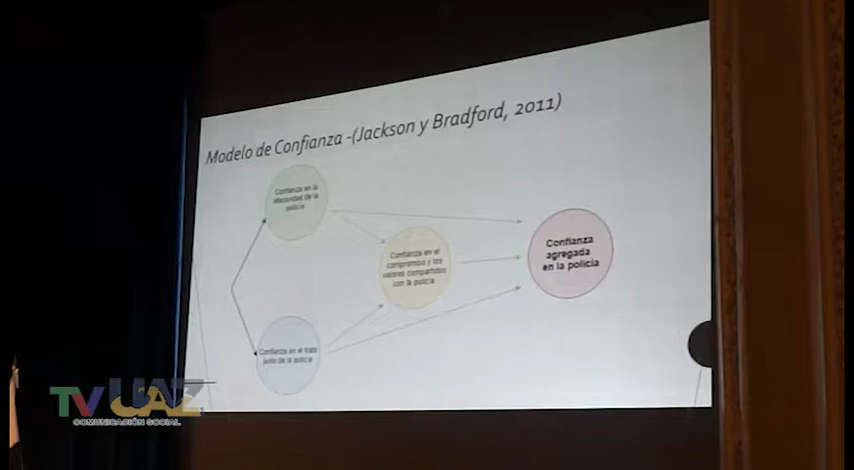 Modelo de Confianza -(Jackson y Bradford, 2011)
Confianza en la
efectividad de la
policía
Confianza en el
compromiso y los
valores compartidos
con la policía
Confianza
agregada
en la policía
Confianza en el trato
justo de la policía
TVUAZ
COMUNICACIÓN SOCIAL